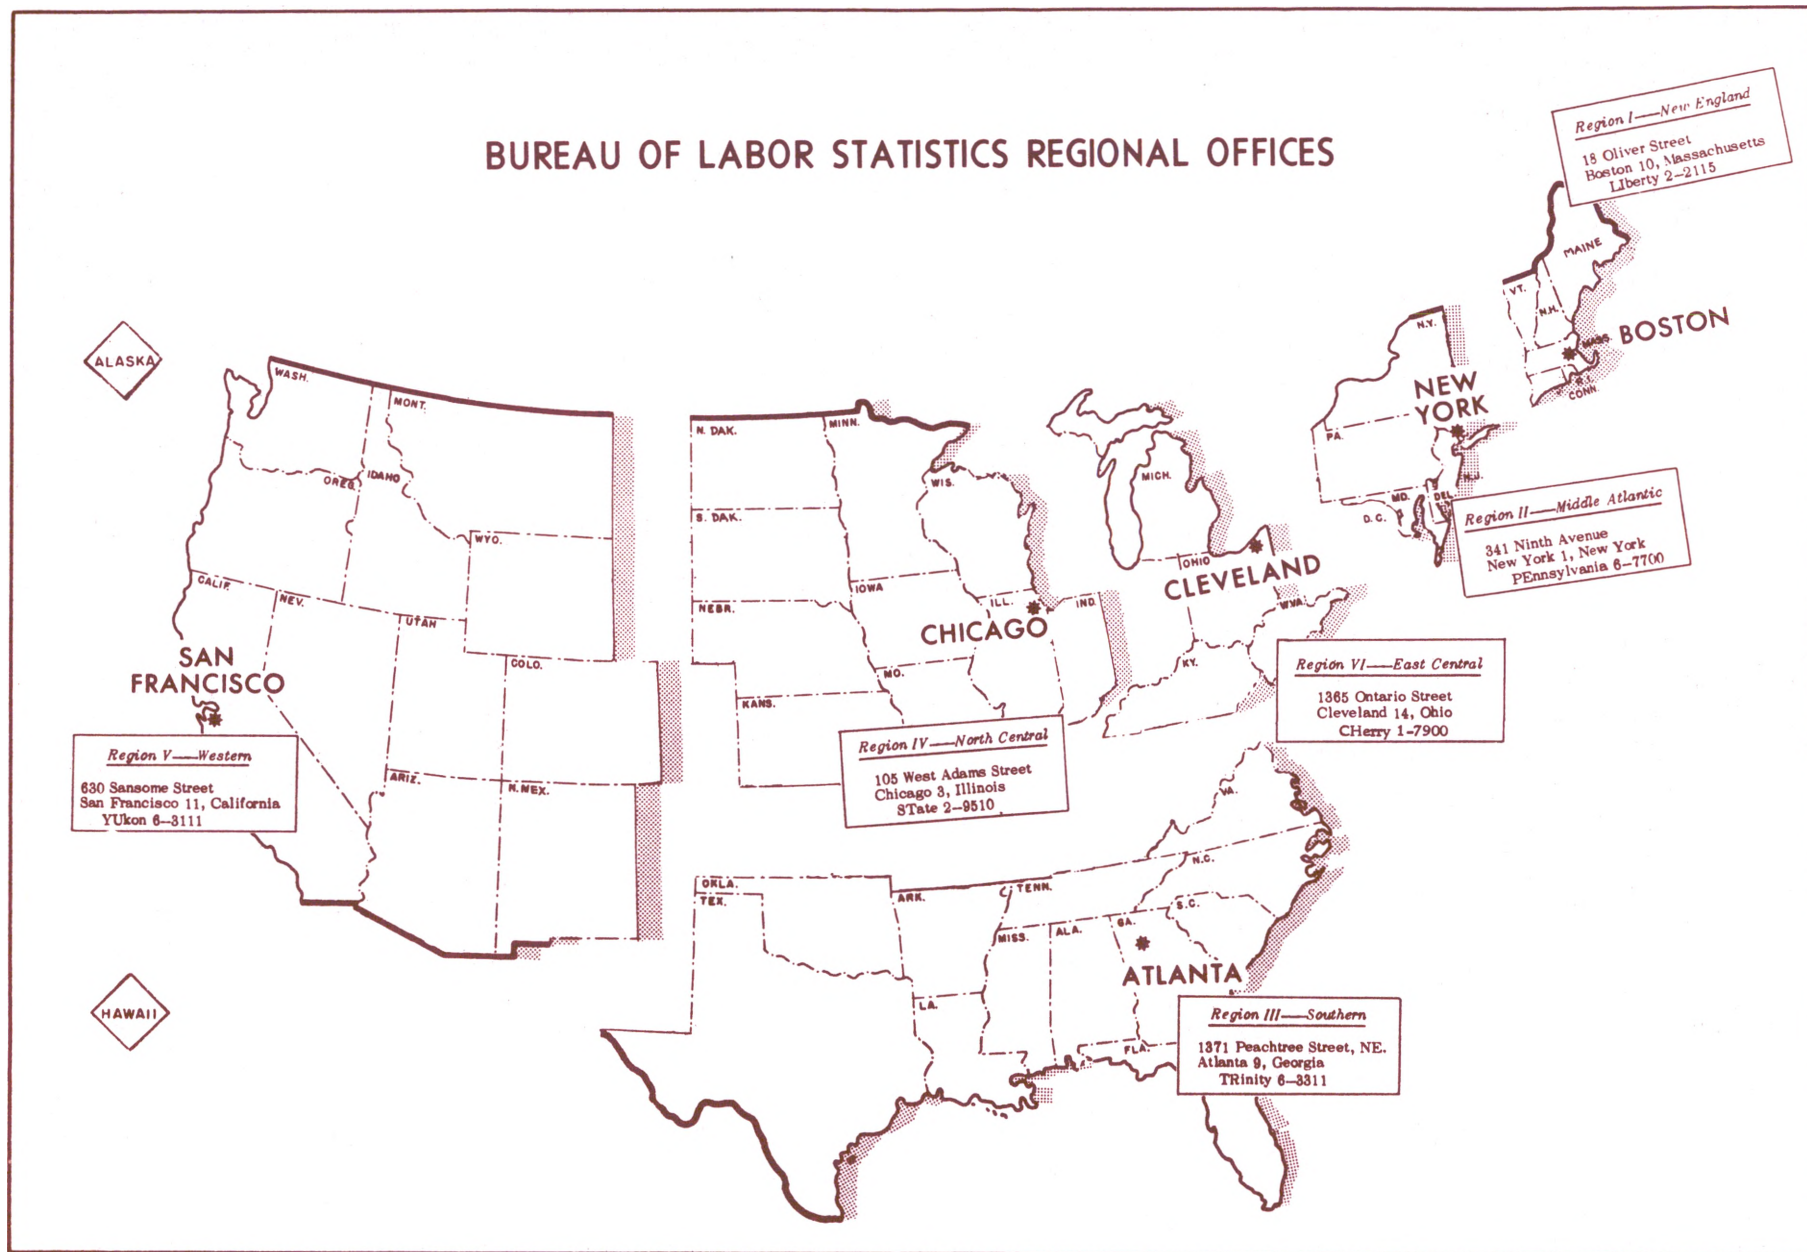 BUREAU OF LABOR STATISTICS REGIONAL OFFICES
Region I—New England
18 Oliver Street
Boston 10, Massachusetts
LIberty 2-2115
MAINE
VT.
N.H.
MASS.
BOSTON
R.I.
CONN
N.Y.
NEW
YORK
PA.
N.J.
MD.
DEL.
D.C.
Region II—Middle Atlantic
341 Ninth Avenue
New York 1, New York
PEnnsylvania 6-7700
ALASKA
WASH.
MONT.
OREG.
IDAHO
WYO.
CALIF.
NEV.
UTAH
COLO.
SAN
FRANCISCO
ARIZ.
N.MEX.
Region V—Western
630 Sansome Street
San Francisco 11, California
YUkon 6-3111
HAWAII
N. DAK.
MINN.
WIS.
S. DAK.
IOWA
NEBR.
ILL.
IND.
CHICAGO
MO.
KANS.
Region IV—North Central
105 West Adams Street
Chicago 3, Illinois
STate 2-9510
MICH.
OHIO
CLEVELAND
W.VA.
KY.
Region VI—East Central
1365 Ontario Street
Cleveland 14, Ohio
CHerry 1-7900
VA.
N.C.
OKLA.
TEX.
ARK.
TENN.
S.C.
MISS.
ALA.
GA.
ATLANTA
LA.
FLA.
Region III—Southern
1371 Peachtree Street, NE.
Atlanta 9, Georgia
TRinity 6-3311